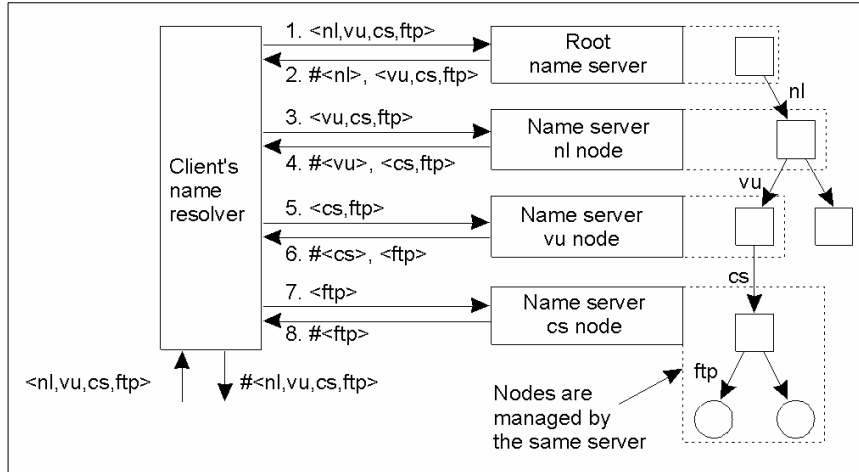 1. <nl,vu,cs,ftp>
2. #<nl>, <vu,cs,ftp>
3. <vu,cs,ftp>
4. #<vu>, <cs,ftp>
5. <cs,ftp>
6. #<cs>, <ftp>
7. <ftp>
8. #<ftp>
Client's
name
resolver
<nl,vu,cs,ftp>
#<nl,vu,cs,ftp>
Root
name server
Name server
nl node
Name server
vu node
Name server
cs node
nl
vu
cs
ftp
Nodes are
managed by
the same server